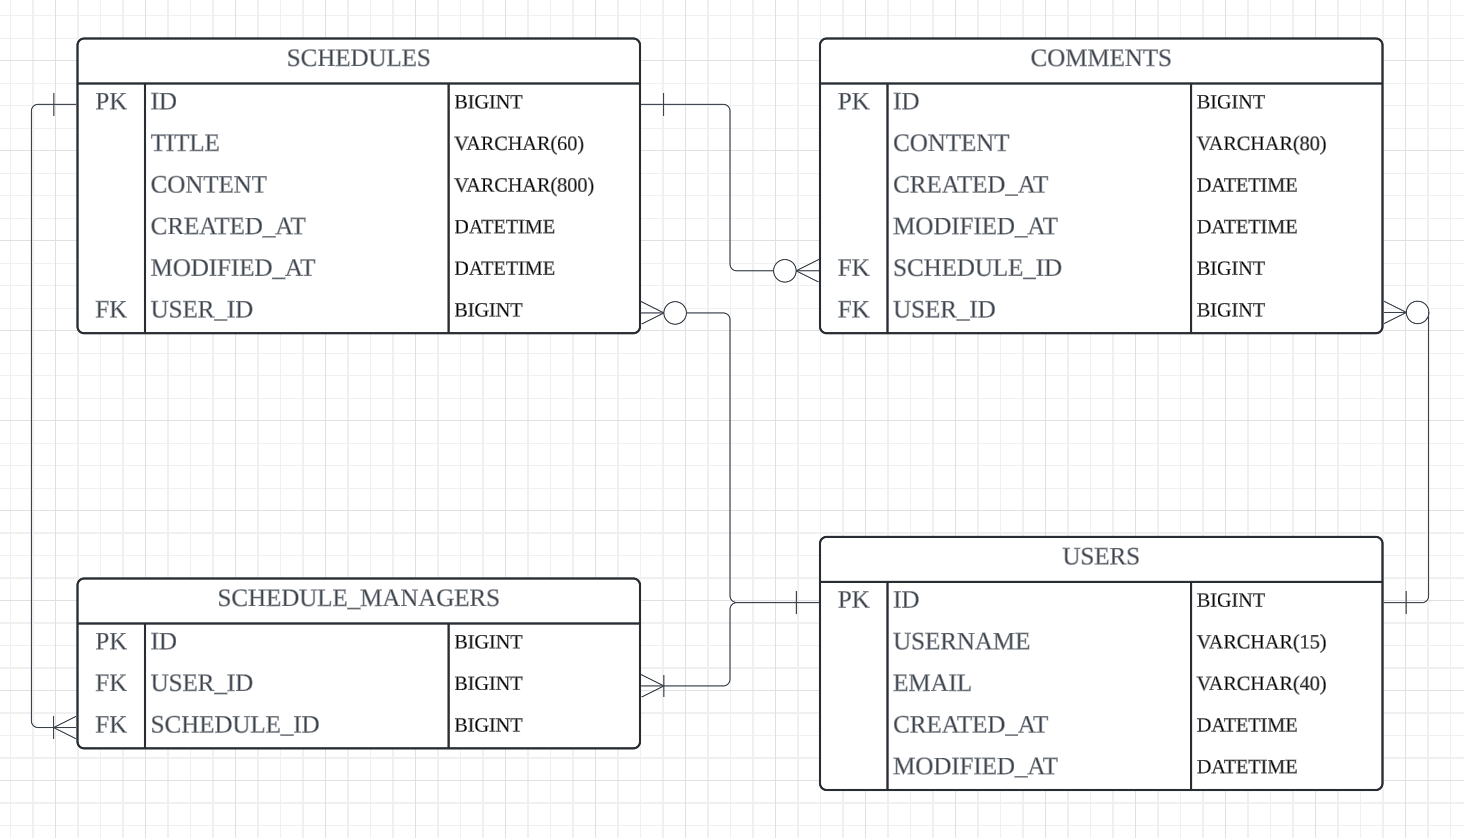 SCHEDULES
PK ID BIGINT
TITLE VARCHAR(60)
CONTENT VARCHAR(800)
CREATED_AT DATETIME
MODIFIED_AT DATETIME
FK USER_ID BIGINT
COMMENTS
PK ID BIGINT
CONTENT VARCHAR(80)
CREATED_AT DATETIME
MODIFIED_AT DATETIME
FK SCHEDULE_ID BIGINT
FK USER_ID BIGINT
SCHEDULE_MANAGERS
PK ID BIGINT
FK USER_ID BIGINT
FK SCHEDULE_ID BIGINT
USERS
PK ID BIGINT
USERNAME VARCHAR(15)
EMAIL VARCHAR(40)
CREATED_AT DATETIME
MODIFIED_AT DATETIME